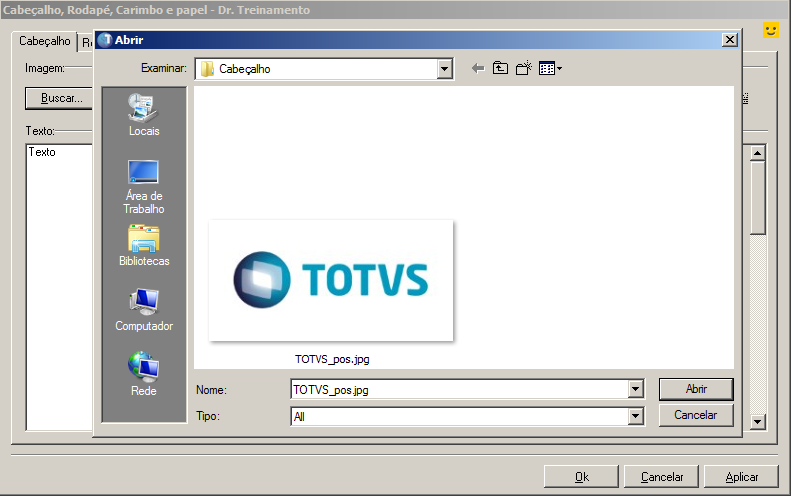 Cabeçalho, Rodapé, Carimbo e papel - Dr. Treinamento
Cabeçalho
Abrir
Imagem:
Examinar:
Cabeçalho
Buscar...
Locais
Texto:
Texto
Área de
Trabalho
Bibliotecas
TOTVS
Computador
TOTVS_pos.jpg
Rede
Nome:
TOTVS_pos.jpg
Abrir
Tipo:
All
Cancelar
Ok
Cancelar
Aplicar